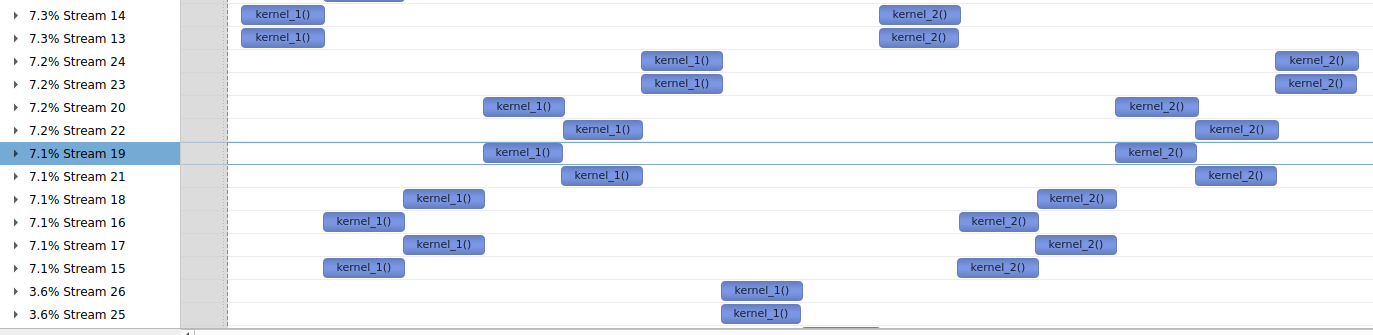 7.3% Stream 14 kernel_1() kernel_2()
7.3% Stream 13 kernel_1() kernel_2()
7.2% Stream 24 kernel_1() kernel_2()
7.2% Stream 23 kernel_1() kernel_2()
7.2% Stream 20 kernel_1() kernel_2()
7.2% Stream 22 kernel_1() kernel_2()
7.1% Stream 19 kernel_1() kernel_2()
7.1% Stream 21 kernel_1() kernel_2()
7.1% Stream 18 kernel_1() kernel_2()
7.1% Stream 16 kernel_1() kernel_2()
7.1% Stream 17 kernel_1() kernel_2()
7.1% Stream 15 kernel_1() kernel_2()
3.6% Stream 26 kernel_1()
3.6% Stream 25 kernel_1()